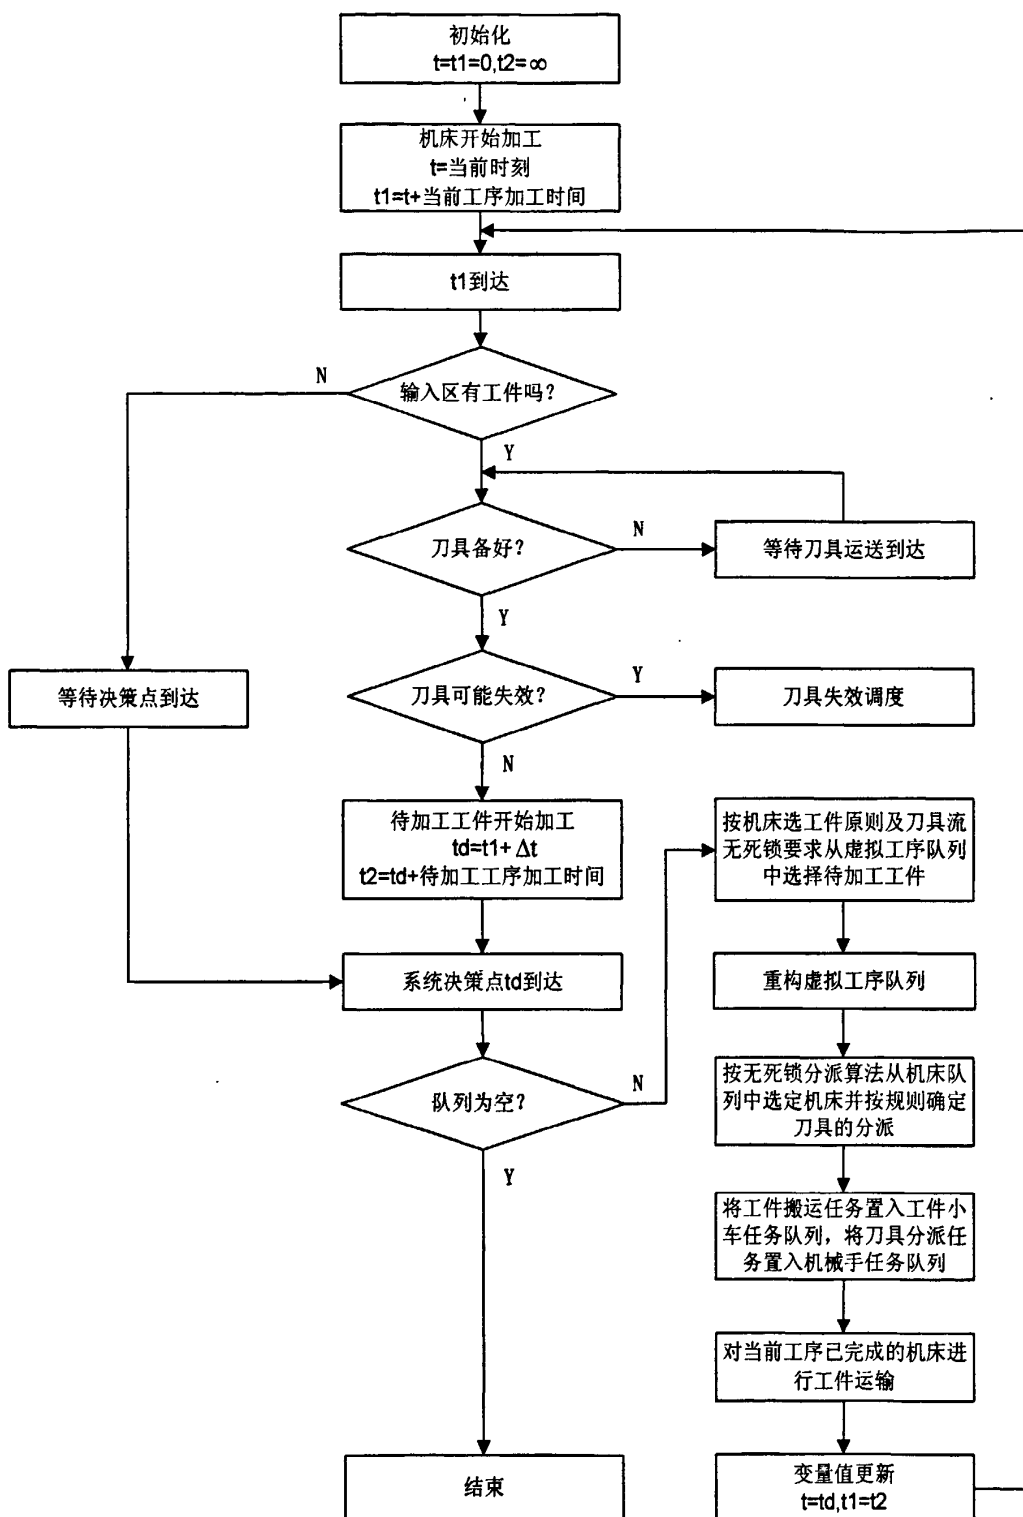 初始化
t=t1=0,t2=∞
机床开始加工
t=当前时刻
t1=t+当前工序加工时间
t1到达
N
输入区有工件吗?
Y
刀具备好?
N
等待刀具运送到达
Y
等待决策点到达
刀具可能失效?
Y
刀具失效调度
N
待加工工件开始加工
td=t1+Δt
t2=td+待加工工序加工时间
按机床选工件原则及刀具流
无死锁要求从虚拟工序队列
中选择待加工工件
系统决策点td到达
重构虚拟工序队列
队列为空?
N
按无死锁分派算法从机床队
列中选定机床并按规则确定
刀具的分派
Y
将工件搬运任务置入工件小
车任务队列，将刀具分派任
务置入机械手任务队列
对当前工序已完成的机床进
行工件运输
结束
变量值更新
t=td,t1=t2